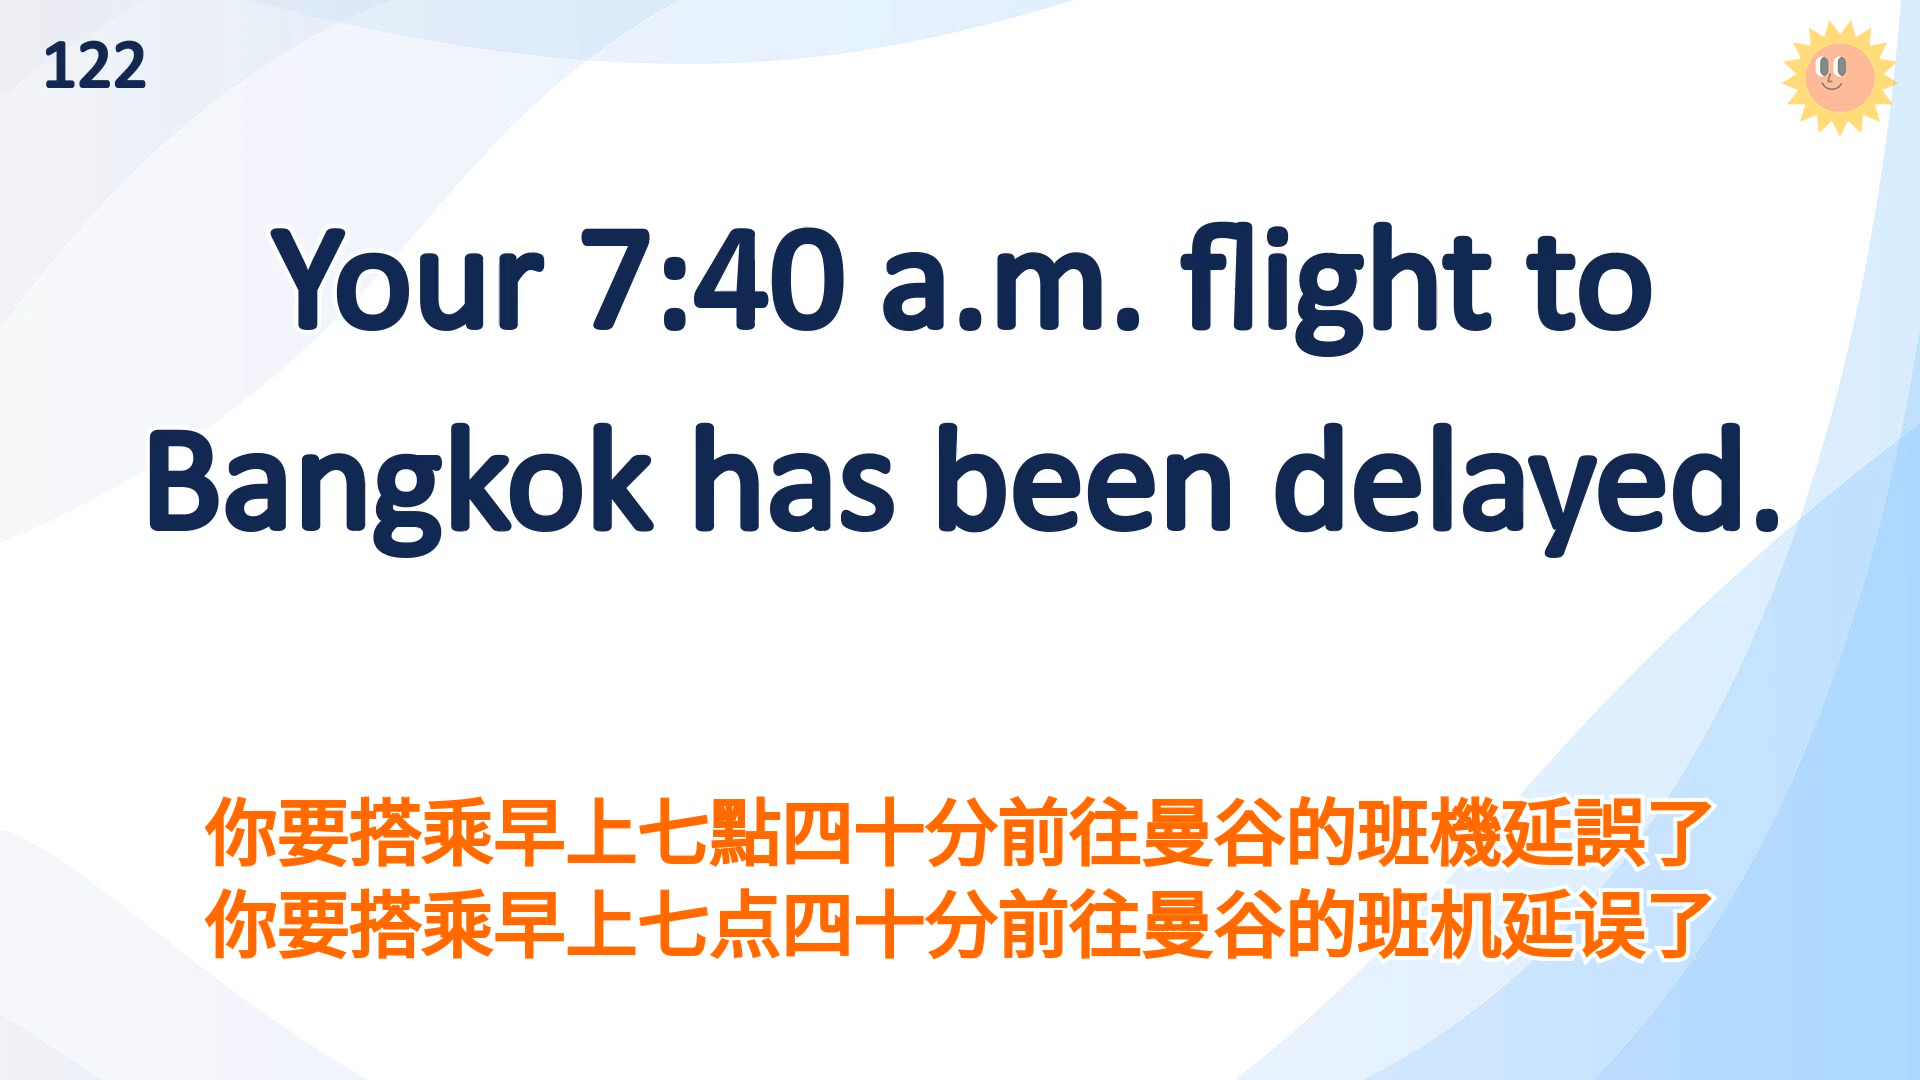 122
Your 7:40 a.m. flight to
Bangkok has been delayed.
你要搭乘早上七點四十分前往曼谷的班機延誤了
你要搭乘早上七点四十分前往曼谷的班机延误了